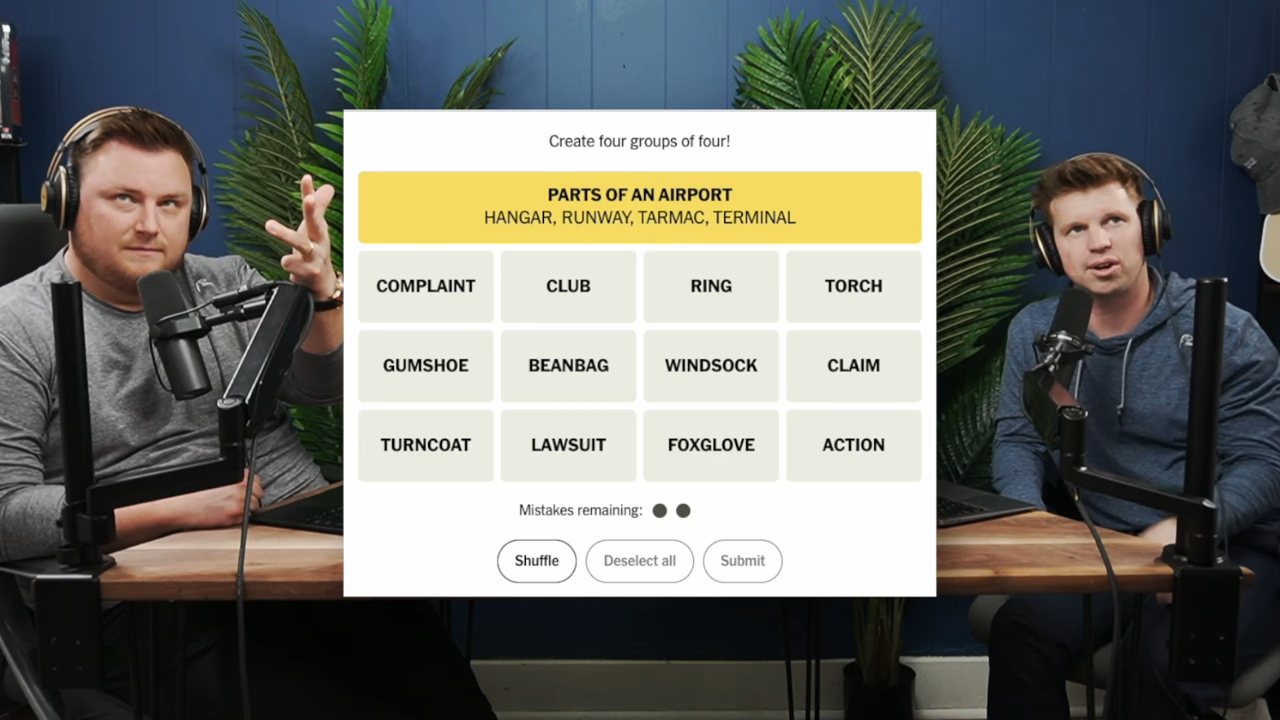 Create four groups of four!
PARTS OF AN AIRPORT
HANGAR, RUNWAY, TARMAC, TERMINAL
COMPLAINT CLUB RING TORCH
GUMSHOE BEANBAG WINDSOCK CLAIM
TURNCOAT LAWSUIT FOXGLOVE ACTION
Mistakes remaining:
Shuffle Deselect all Submit